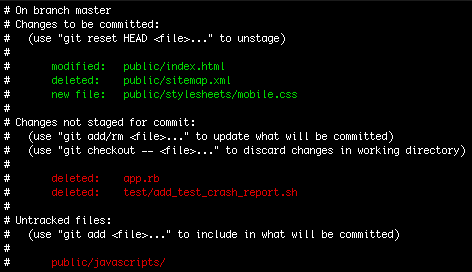 # On branch master
# Changes to be committed:
#   (use "git reset HEAD <file>..." to unstage)
#
#       modified:   public/index.html
#       deleted:    public/sitemap.xml
#       new file:   public/stylesheets/mobile.css
#
# Changes not staged for commit:
#   (use "git add/rm <file>..." to update what will be committed)
#   (use "git checkout -- <file>..." to discard changes in working directory)
#
#       deleted:    app.rb
#       deleted:    test/add_test_crash_report.sh
#
# Untracked files:
#   (use "git add <file>..." to include in what will be committed)
#
#       public/javascripts/